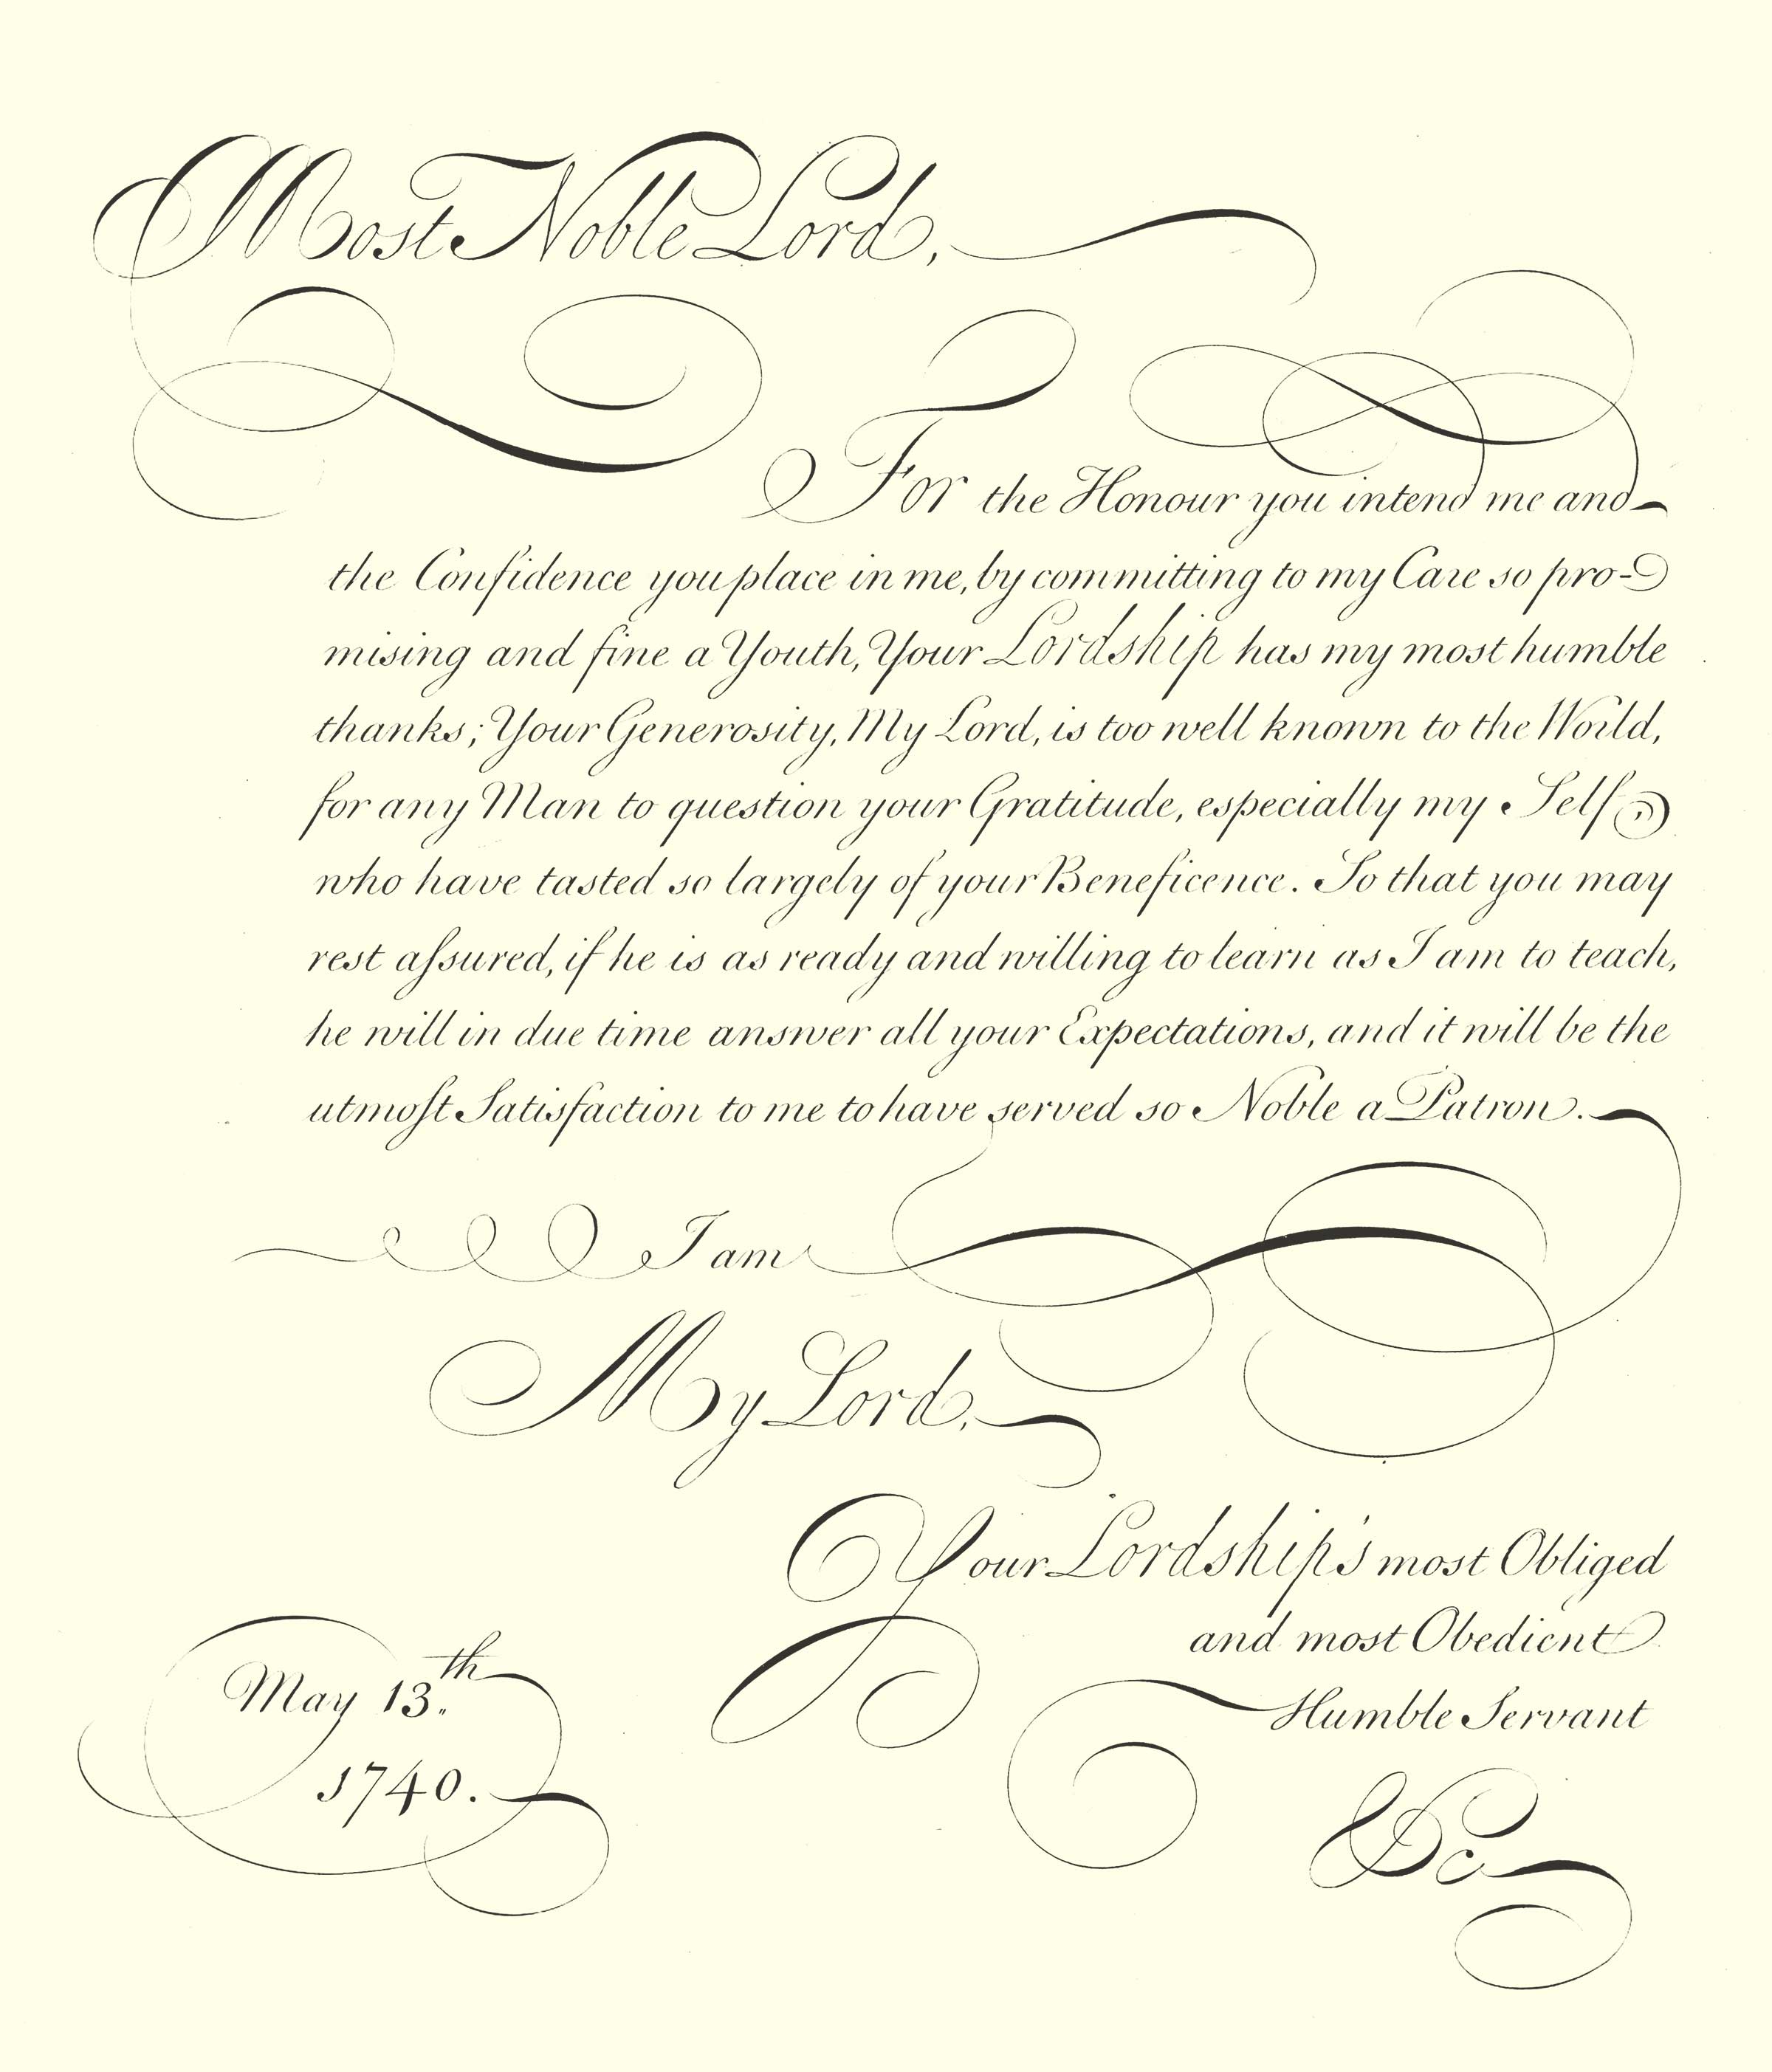 Most Noble Lord,
For the Honour you intend me and
the Confidence you place in me, by committing to my Care so pro-
mising and fine a Youth, Your Lordship has my most humble
thanks; Your Generosity, My Lord, is too well known to the World,
for any Man to question your Gratitude, especially my Self
who have tasted so largely of your Beneficence. So that you may
rest aſsured, if he is as ready and willing to learn as I am to teach,
he will in due time answer all your Expectations, and it will be the
utmoſt Satisfaction to me to have served so Noble a Patron.
I am
My Lord,
Your Lordship's most Obliged
and most Obedient
Humble Servant
&c
May 13.th
1740.